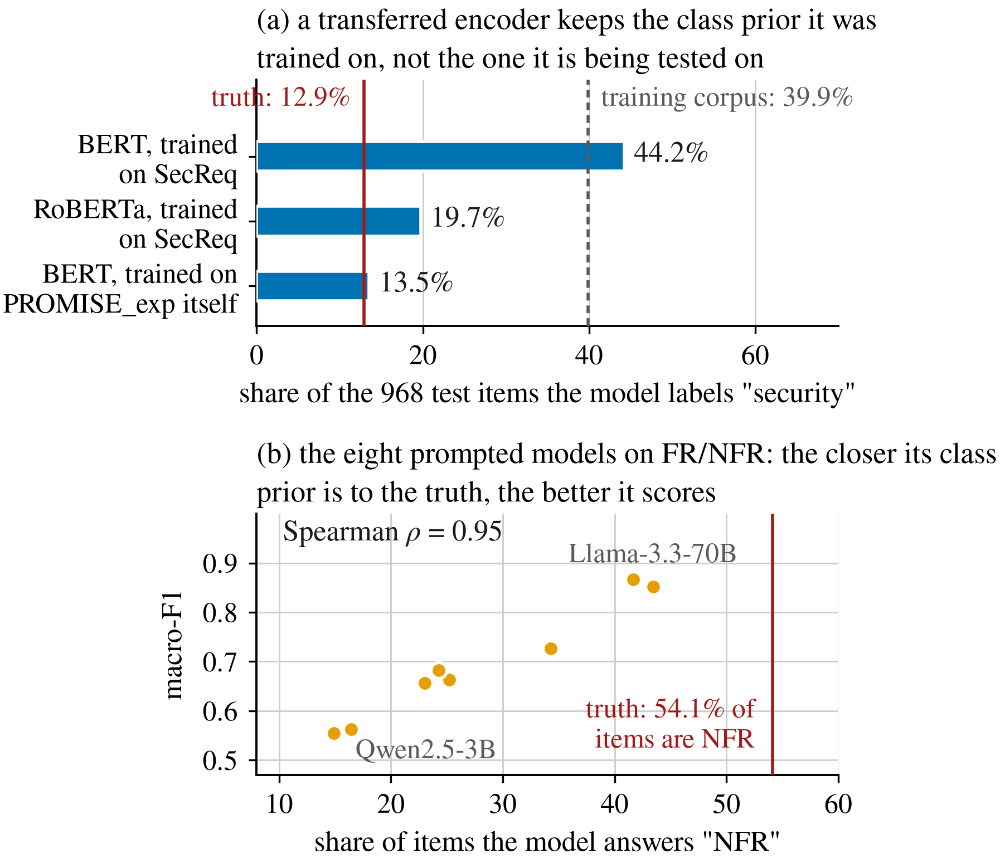 (a) a transferred encoder keeps the class prior it was
trained on, not the one it is being tested on
truth: 12.9%
training corpus: 39.9%
BERT, trained
on SecReq
44.2%
RoBERTa, trained
on SecReq
19.7%
BERT, trained on
PROMISE_exp itself
13.5%
0 20 40 60
share of the 968 test items the model labels "security"
(b) the eight prompted models on FR/NFR: the closer its class
prior is to the truth, the better it scores
Spearman ρ = 0.95
Llama-3.3-70B
0.9
0.8
0.7
0.6
0.5
macro-F1
truth: 54.1% of
items are NFR
Qwen2.5-3B
10 20 30 40 50 60
share of items the model answers "NFR"